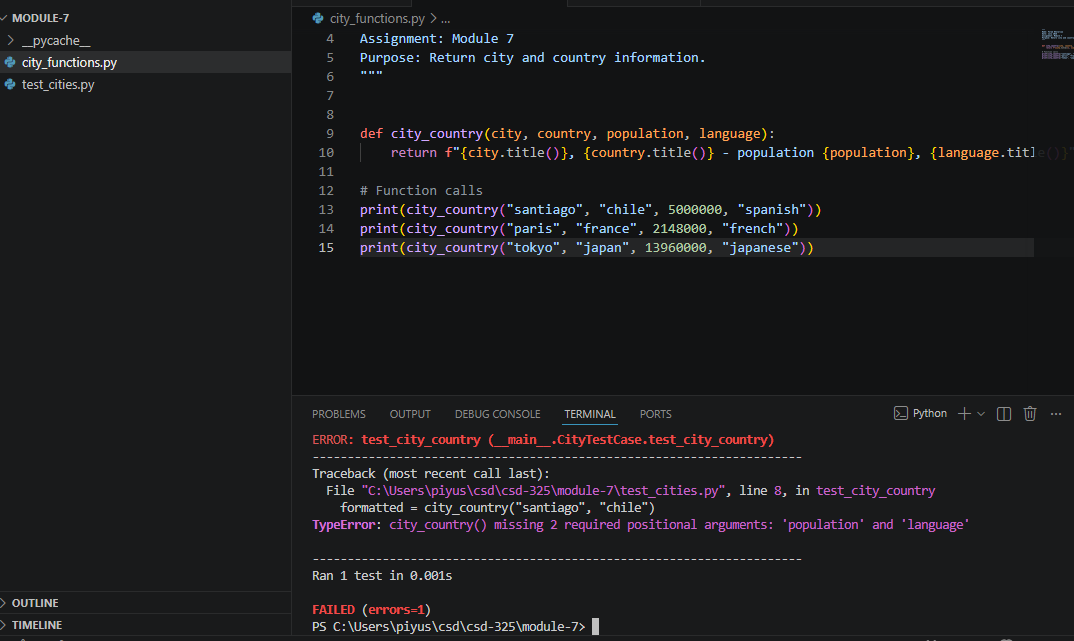 MODULE-7
__pycache__
city_functions.py
test_cities.py
OUTLINE
TIMELINE
city_functions.py > ...
4 Assignment: Module 7
5 Purpose: Return city and country information.
6 """
7
8
9 def city_country(city, country, population, language):
10 return f"{city.title()}, {country.title()} - population {population}, {language.title()}"
11
12 # Function calls
13 print(city_country("santiago", "chile", 5000000, "spanish"))
14 print(city_country("paris", "france", 2148000, "french"))
15 print(city_country("tokyo", "japan", 13960000, "japanese"))
PROBLEMS OUTPUT DEBUG CONSOLE TERMINAL PORTS Python
ERROR: test_city_country (__main__.CityTestCase.test_city_country)
----------------------------------------------------------------------
Traceback (most recent call last):
File "C:\Users\piyus\csd\csd-325\module-7\test_cities.py", line 8, in test_city_country
formatted = city_country("santiago", "chile")
TypeError: city_country() missing 2 required positional arguments: 'population' and 'language'
----------------------------------------------------------------------
Ran 1 test in 0.001s
FAILED (errors=1)
PS C:\Users\piyus\csd\csd-325\module-7>